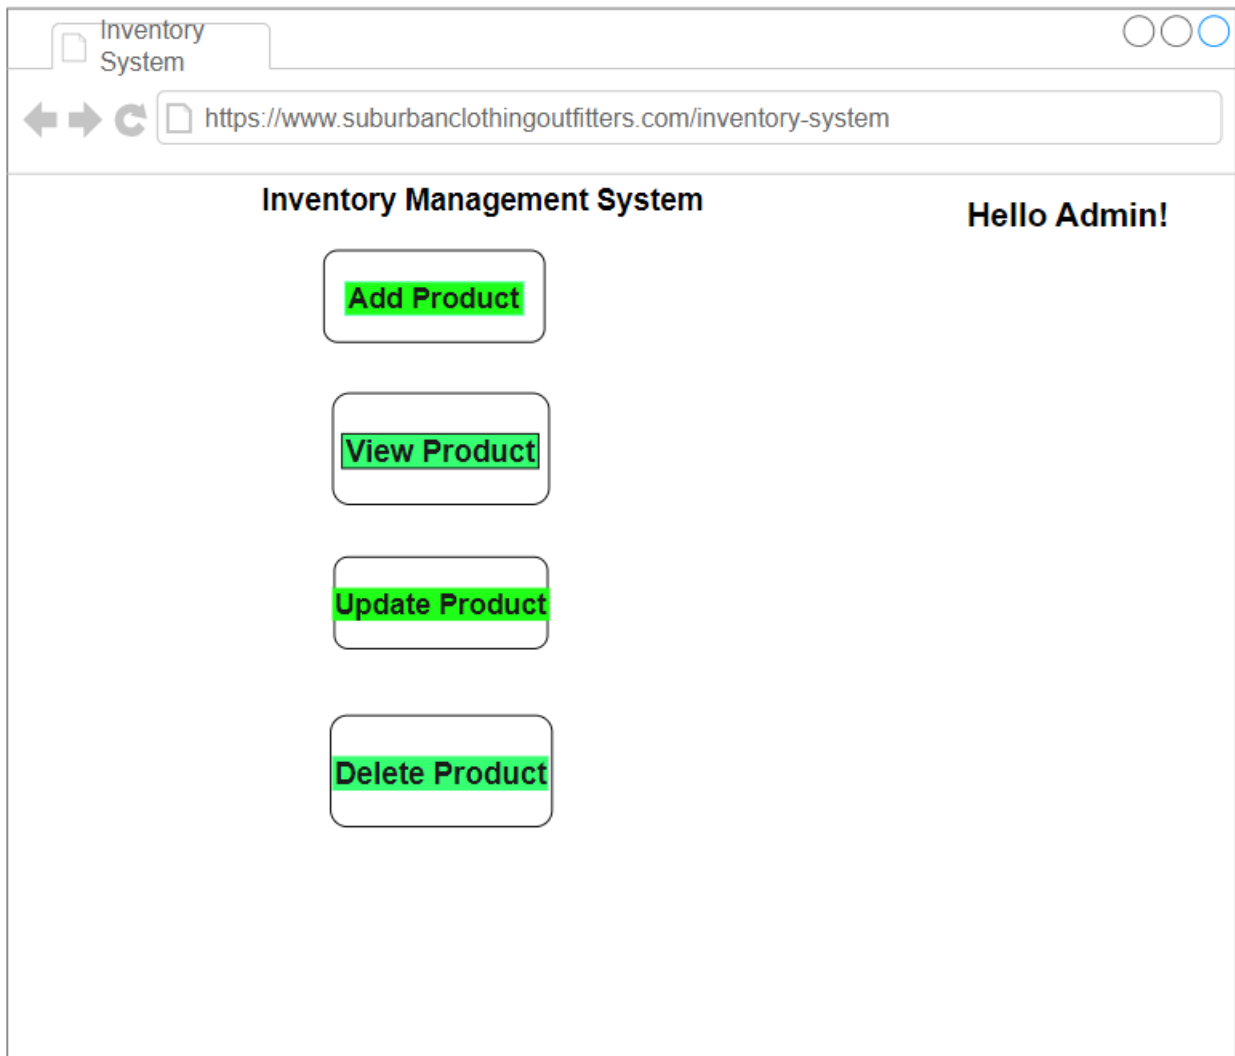 Inventory
System
https://www.suburbanclothingoutfitters.com/inventory-system
Inventory Management System
Hello Admin!
Add Product
View Product
Update Product
Delete Product